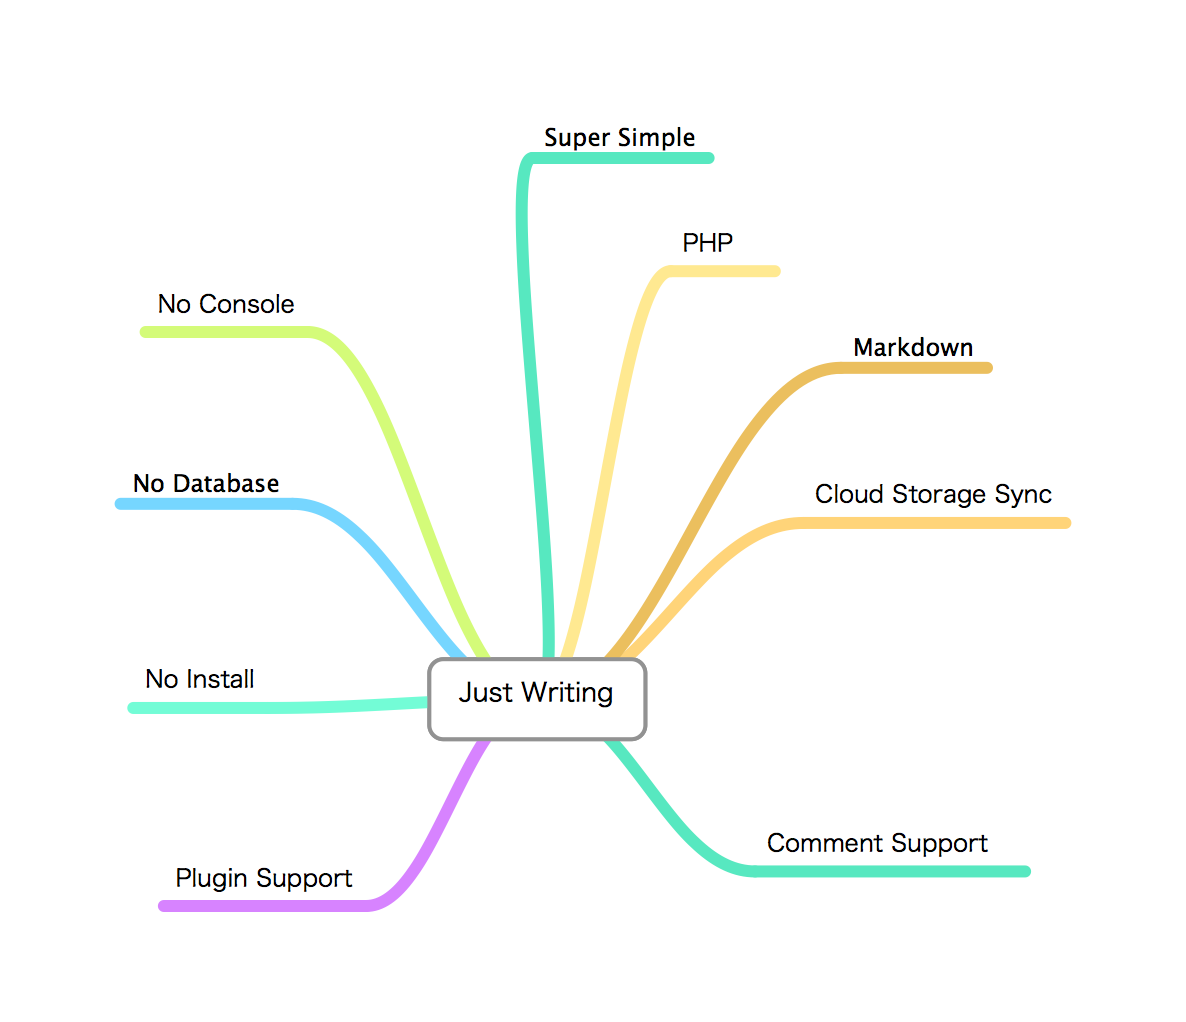 Super Simple
PHP
No Console
Markdown
No Database
Cloud Storage Sync
No Install
Just Writing
Comment Support
Plugin Support